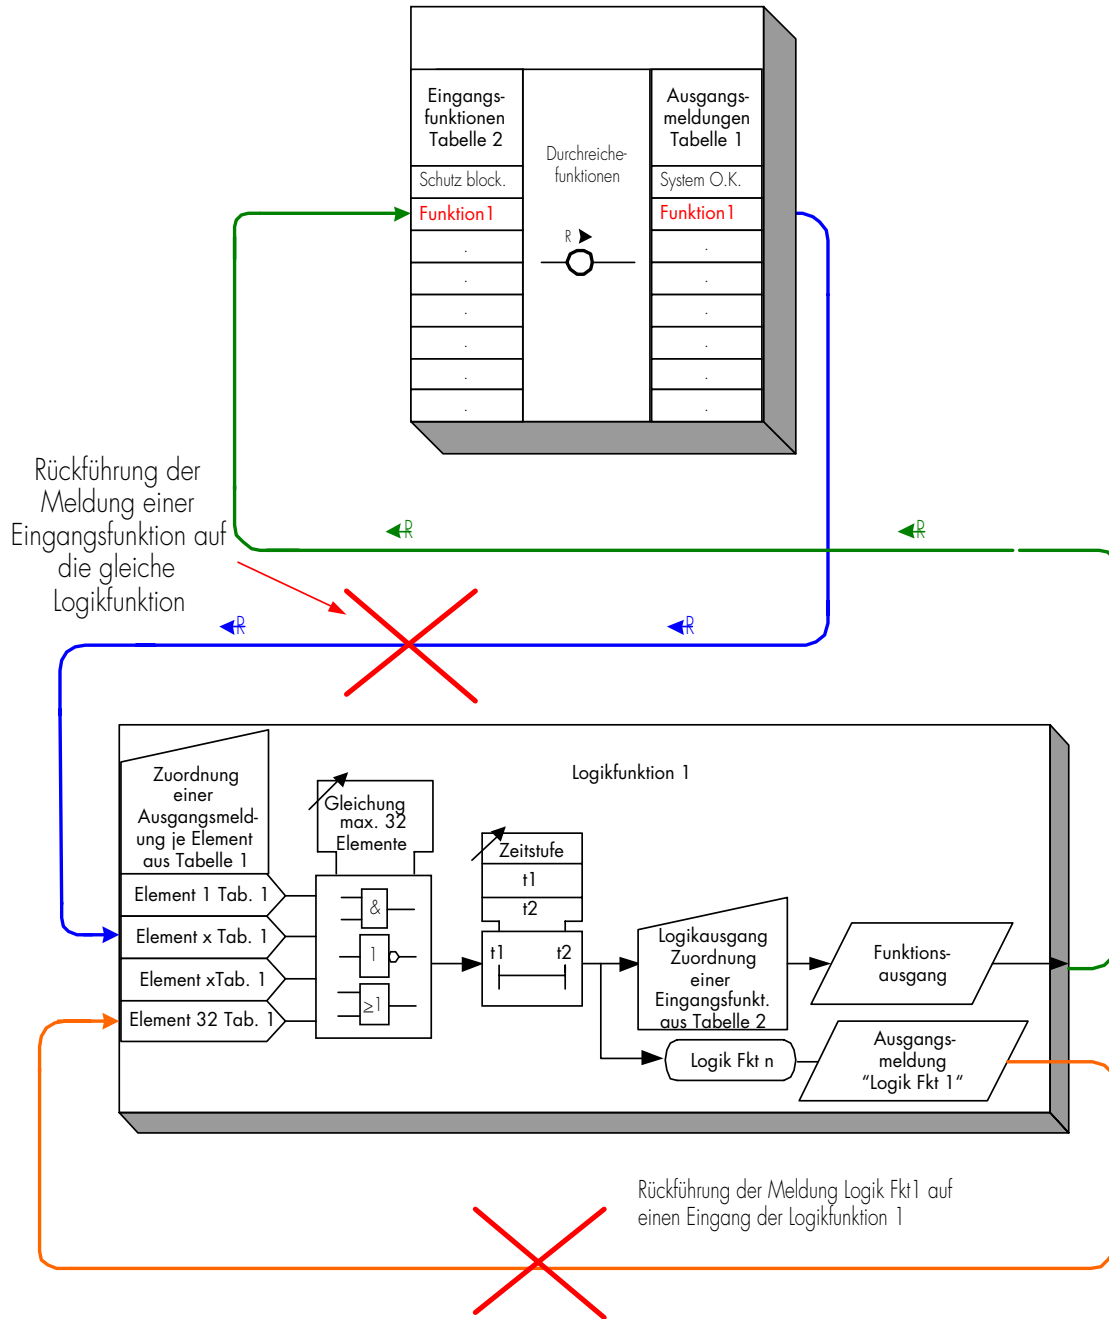 Eingangs-
funktionen
Tabelle 2
Durchreiche-
funktionen
Ausgangs-
meldungen
Tabelle 1
Schutz block.
System O.K.
Funktion1
Funktion1
.
.
.
.
.
.
.
.
.
.
.
.
R
Rückführung der
Meldung einer
Eingangsfunktion auf
die gleiche
Logikfunktion
R
R
R
R
Logikfunktion 1
Zuordnung
einer
Ausgangsmeld-
ung je Element
aus Tabelle 1
Gleichung
max. 32
Elemente
Zeitstufe
t1
t2
Element 1 Tab. 1
Element x Tab. 1
Element xTab. 1
Element 32 Tab. 1
&
1
≥1
t1 t2
Logikausgang
Zuordnung
einer
Eingangsfunkt.
aus Tabelle 2
Funktions-
ausgang
Logik Fkt n
Ausgangs-
meldung
“Logik Fkt 1“
Rückführung der Meldung Logik Fkt1 auf
einen Eingang der Logikfunktion 1